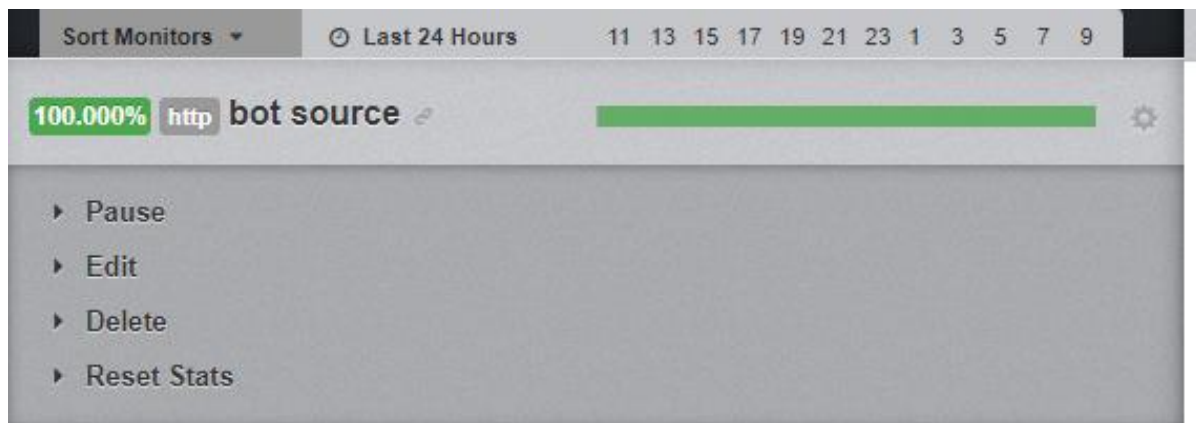 Sort Monitors Last 24 Hours 11 13 15 17 19 21 23 1 3 5 7 9
100.000% http bot source
Pause
Edit
Delete
Reset Stats